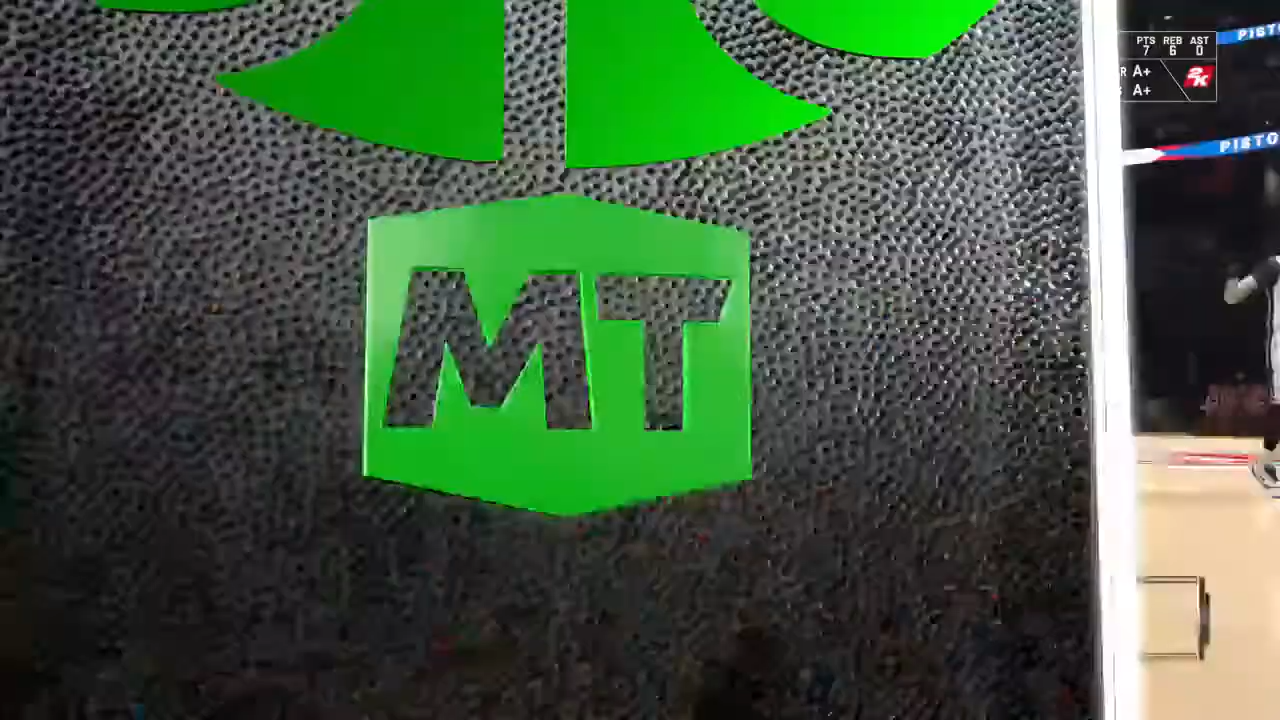 PTS REB AST
7 6 0
R A+
A+
2K
PISTO
PISTO
MT